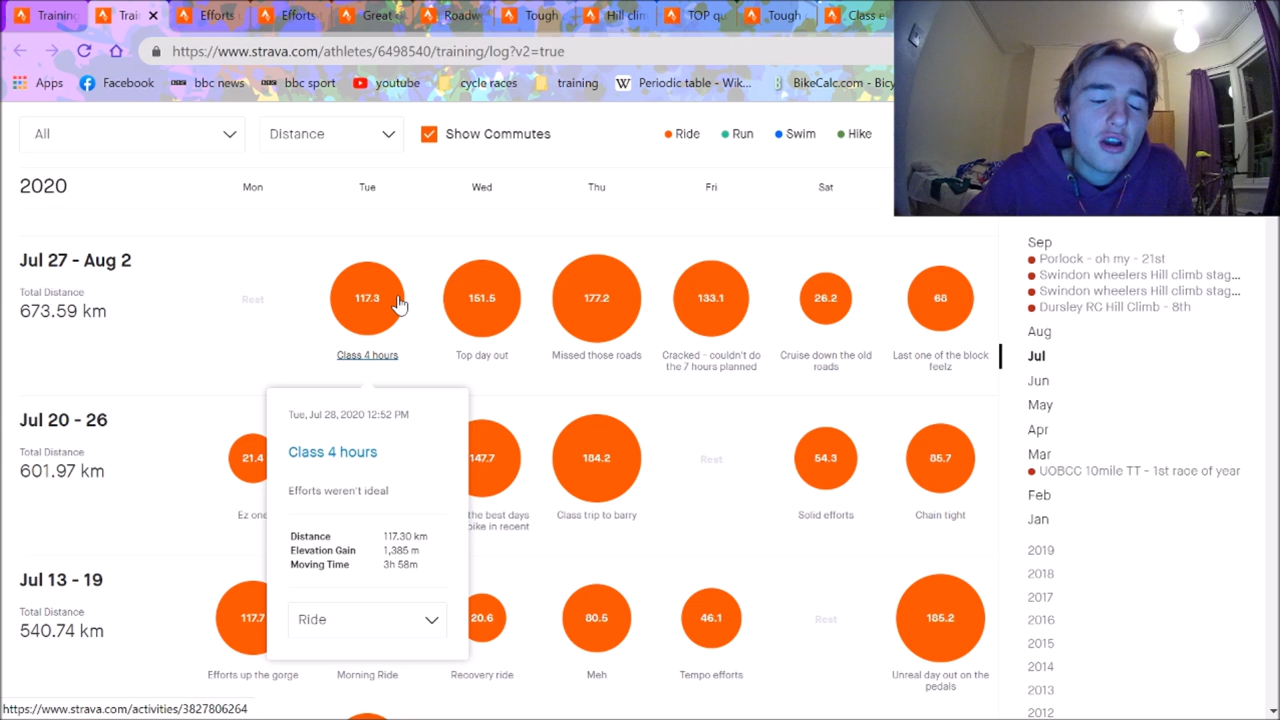 Training
Trai
Efforts u
Efforts
Great o
Roadw
Tough
Hill clim
TOP qu
Tough
Class e
https://www.strava.com/athletes/6498540/training/log?v2=true
Apps
Facebook
bbc news
bbc sport
youtube
cycle races
training
Periodic table - Wik...
BikeCalc.com - Bicy
All
Distance
Show Commutes
Ride
Run
Swim
Hike
2020
Mon
Tue
Wed
Thu
Fri
Sat
Jul 27 - Aug 2
Total Distance
673.59 km
Rest
117.3
151.5
177.2
133.1
26.2
68
Class 4 hours
Top day out
Missed those roads
Cracked - couldn't do
the 7 hours planned
Cruise down the old
roads
Last one of the block
feelz
Jul 20 - 26
Total Distance
601.97 km
21.4
147.7
184.2
Rest
54.3
85.7
Ez one
the best days
bike in recent
Class trip to barry
Solid efforts
Chain tight
Tue, Jul 28, 2020 12:52 PM
Class 4 hours
Efforts weren't ideal
Distance 117.30 km
Elevation Gain 1,385 m
Moving Time 3h 58m
Ride
Jul 13 - 19
Total Distance
540.74 km
117.7
20.6
80.5
46.1
Rest
185.2
Efforts up the gorge
Morning Ride
Recovery ride
Meh
Tempo efforts
Unreal day out on the
pedals
Sep
Porlock - oh my - 21st
Swindon wheelers Hill climb stag...
Swindon wheelers Hill climb stag...
Dursley RC Hill Climb - 8th
Aug
Jul
Jun
May
Apr
Mar
UOBCC 10mile TT - 1st race of year
Feb
Jan
2019
2018
2017
2016
2015
2014
2013
2012
https://www.strava.com/activities/3827806264